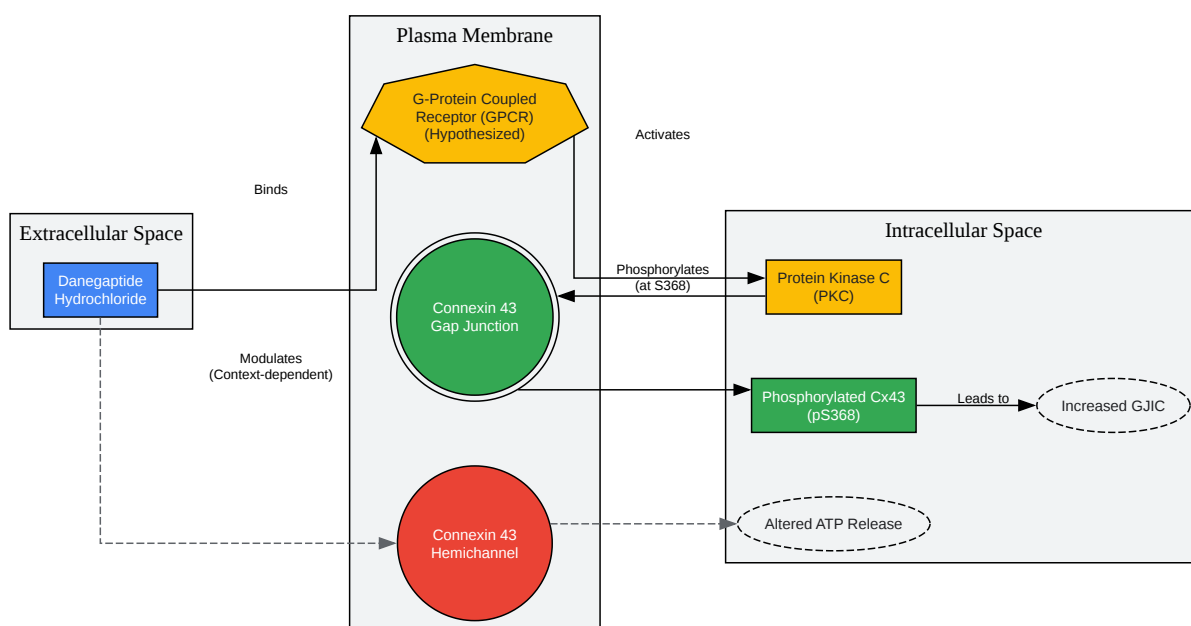 Plasma Membrane
G-Protein Coupled
Receptor (GPCR)
(Hypothesized)
Activates
Binds
Extracellular Space
Danegaptide
Hydrochloride
Intracellular Space
Phosphorylates
(at S368)
Protein Kinase C
(PKC)
Connexin 43
Gap Junction
Modulates
(Context-dependent)
Phosphorylated Cx43
(pS368)
Leads to
Increased GJIC
Connexin 43
Hemichannel
Altered ATP Release